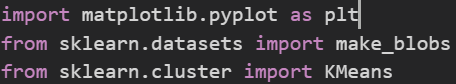 import matplotlib.pyplot as plt
from sklearn.datasets import make_blobs
from sklearn.cluster import KMeans